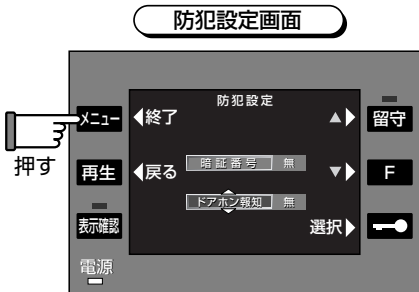 防犯設定画面
防犯設定
メニュー
◀終了
▲▶
留守
押す
再生
◀戻る
暗証番号 無
▼▶
F
ドアホン報知 無
表示確認
選択▶
電源